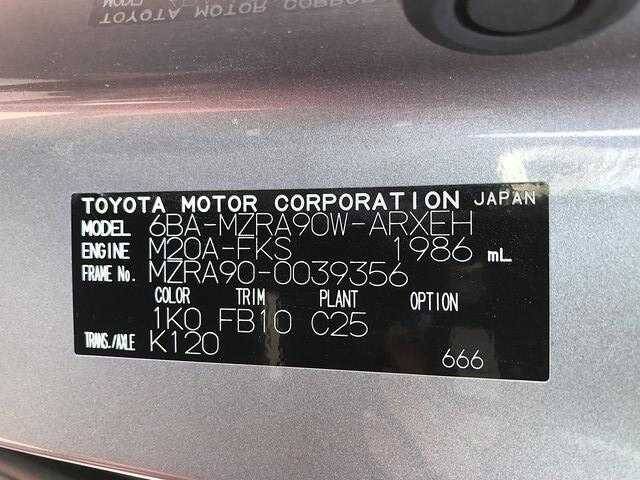 TOYOTA MOTOR CORPORATION JAPAN
MODEL 6BA-MZRA90W-ARXEH
ENGINE M20A-FKS 1986 mL
FRAME No. MZRA90-0039356
COLOR TRIM PLANT OPTION
1K0 FB10 C25
TRANS./AXLE K120
666